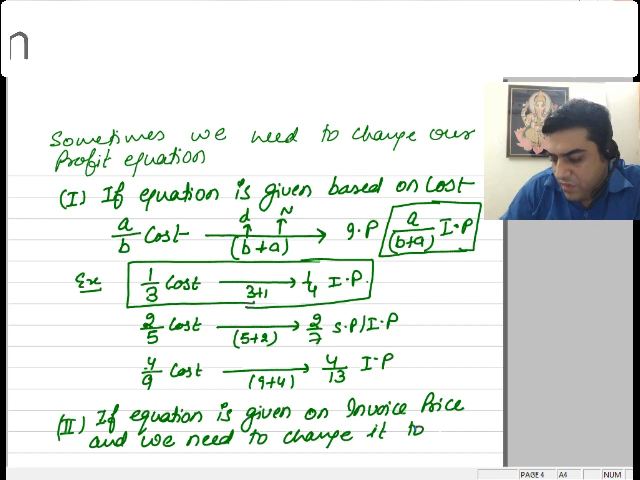 n
Sometimes we need to change our
Profit equation
(I) If equation is given based on Cost
a/b Cost → (b+a) d N I.P a/(b+a) I.P
Ex 1/3 Cost → 3+1 1/4 I.P.
2/5 Cost → (5+2) 2/7 S.P/I.P
4/9 Cost → (9+4) 4/13 I.P
(II) If equation is given on Invoice Price
and we need to change it to
PAGE 4 A4 NUM